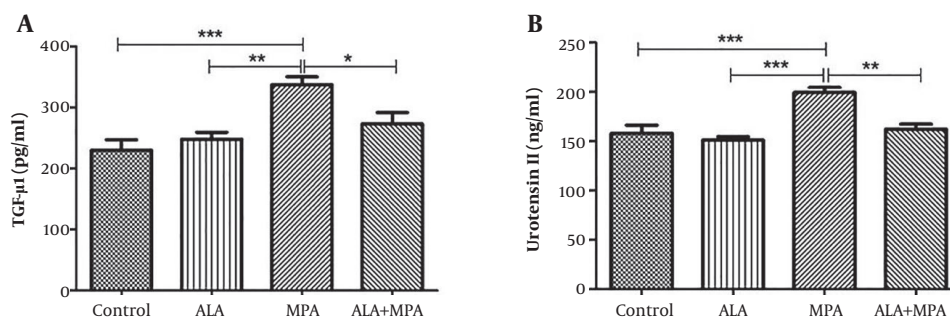 A
TGF-µ1 (pg/ml)
400
300
200
100
0
***
**
*
Control
ALA
MPA
ALA+MPA
B
Urotensin II (ng/ml)
250
200
150
100
50
0
***
***
**
Control
ALA
MPA
ALA+MPA